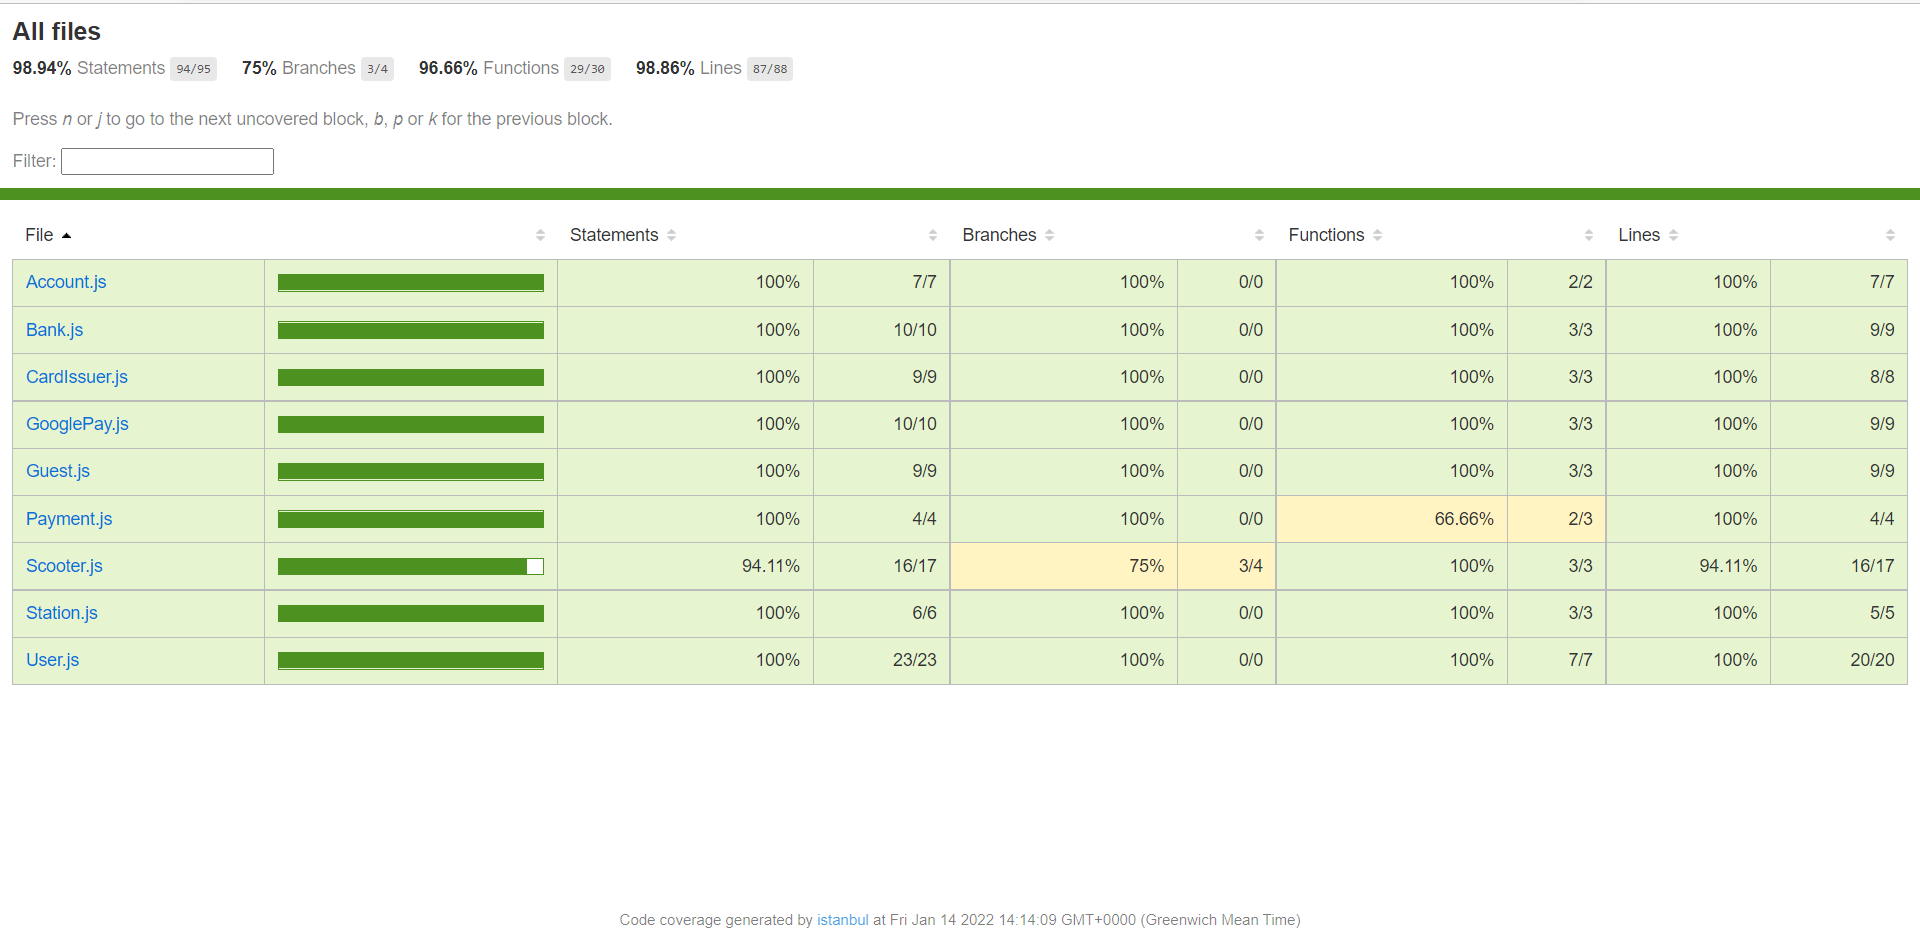 All files
98.94% Statements 94/95 75% Branches 3/4 96.66% Functions 29/30 98.86% Lines 87/88
Press n or j to go to the next uncovered block, b, p or k for the previous block.
Filter:
File Statements Branches Functions Lines
Account.js 100% 7/7 100% 0/0 100% 2/2 100% 7/7
Bank.js 100% 10/10 100% 0/0 100% 3/3 100% 9/9
CardIssuer.js 100% 9/9 100% 0/0 100% 3/3 100% 8/8
GooglePay.js 100% 10/10 100% 0/0 100% 3/3 100% 9/9
Guest.js 100% 9/9 100% 0/0 100% 3/3 100% 9/9
Payment.js 100% 4/4 100% 0/0 66.66% 2/3 100% 4/4
Scooter.js 94.11% 16/17 75% 3/4 100% 3/3 94.11% 16/17
Station.js 100% 6/6 100% 0/0 100% 3/3 100% 5/5
User.js 100% 23/23 100% 0/0 100% 7/7 100% 20/20
Code coverage generated by istanbul at Fri Jan 14 2022 14:14:09 GMT+0000 (Greenwich Mean Time)